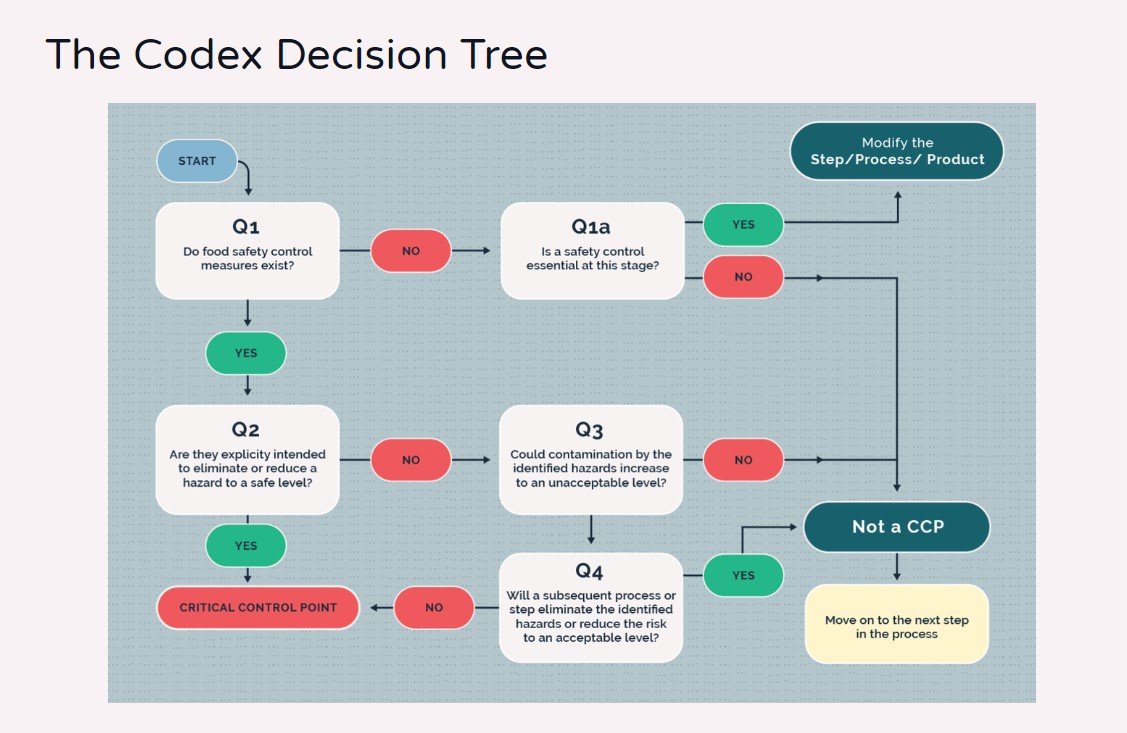 The Codex Decision Tree
START
Modify the
Step/Process/ Product
Q1
Do food safety control
measures exist?
NO
Q1a
Is a safety control
essential at this stage?
YES
NO
YES
Q2
Are they explicity intended
to eliminate or reduce a
hazard to a safe level?
NO
Q3
Could contamination by the
identified hazards increase
to an unacceptable level?
NO
YES
Not a CCP
Q4
Will a subsequent process or
step eliminate the identified
hazards or reduce the risk
to an acceptable level?
YES
CRITICAL CONTROL POINT
NO
Move on to the next step
in the process